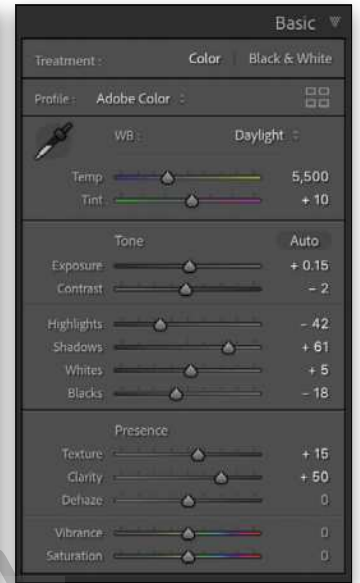 Basic
Treatment : Color Black & White
Profile : Adobe Color
WB : Daylight
Temp 5,500
Tint + 10
Tone Auto
Exposure + 0.15
Contrast – 2
Highlights – 42
Shadows + 61
Whites + 5
Blacks – 18
Presence
Texture + 15
Clarity + 50
Dehaze 0
Vibrance 0
Saturation 0